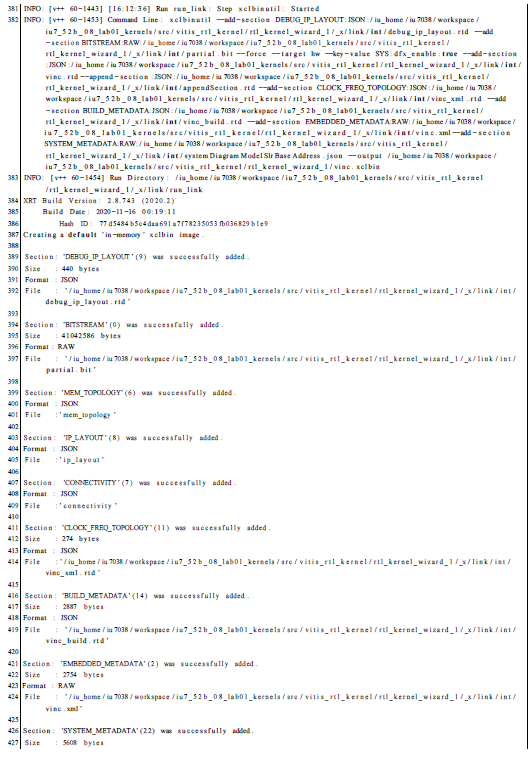 381 INFO: [v++ 60-1443] [16:12:36] Run run_link: Step xclbinutil: Started
382 INFO: [v++ 60-1453] Command Line: xclbinutil --add-section DEBUG_IP_LAYOUT:JSON:/iu_home/iu7038/workspace/
iu7_52b_08_lab01_kernels/src/vitis_rtl_kernel/rtl_kernel_wizard_1/_x/link/int/debug_ip_layout.rtd --add
-section BITSTREAM:RAW:/iu_home/iu7038/workspace/iu7_52b_08_lab01_kernels/src/vitis_rtl_kernel/
rtl_kernel_wizard_1/_x/link/int/partial.bit --force --target hw --key-value SYS:dfx_enable:true --add-section
:JSON:/iu_home/iu7038/workspace/iu7_52b_08_lab01_kernels/src/vitis_rtl_kernel/rtl_kernel_wizard_1/_x/link/int/
vinc.rtd --append-section :JSON:/iu_home/iu7038/workspace/iu7_52b_08_lab01_kernels/src/vitis_rtl_kernel/
rtl_kernel_wizard_1/_x/link/int/appendSection.rtd --add-section CLOCK_FREQ_TOPOLOGY:JSON:/iu_home/iu7038/
workspace/iu7_52b_08_lab01_kernels/src/vitis_rtl_kernel/rtl_kernel_wizard_1/_x/link/int/vinc_xml.rtd --add
-section BUILD_METADATA:JSON:/iu_home/iu7038/workspace/iu7_52b_08_lab01_kernels/src/vitis_rtl_kernel/
rtl_kernel_wizard_1/_x/link/int/vinc_build.rtd --add-section EMBEDDED_METADATA:RAW:/iu_home/iu7038/workspace/
iu7_52b_08_lab01_kernels/src/vitis_rtl_kernel/rtl_kernel_wizard_1/_x/link/int/vinc.xml --add-section
SYSTEM_METADATA:RAW:/iu_home/iu7038/workspace/iu7_52b_08_lab01_kernels/src/vitis_rtl_kernel/
rtl_kernel_wizard_1/_x/link/int/systemDiagramModelSlrBaseAddress.json --output /iu_home/iu7038/workspace/
iu7_52b_08_lab01_kernels/src/vitis_rtl_kernel/rtl_kernel_wizard_1/vinc.xclbin
383 INFO: [v++ 60-1454] Run Directory: /iu_home/iu7038/workspace/iu7_52b_08_lab01_kernels/src/vitis_rtl_kernel
/rtl_kernel_wizard_1/_x/link/run_link
384 XRT Build Version: 2.8.743 (2020.2)
385 Build Date: 2020-11-16 00:19:11
386 Hash ID: 77d5484b5c4daa691a7f78235053fb036829b1e9
387 Creating a default 'in-memory' xclbin image.
388
389 Section: 'DEBUG_IP_LAYOUT'(9) was successfully added.
390 Size : 440 bytes
391 Format : JSON
392 File : '/iu_home/iu7038/workspace/iu7_52b_08_lab01_kernels/src/vitis_rtl_kernel/rtl_kernel_wizard_1/_x/link/int/
debug_ip_layout.rtd'
393
394 Section: 'BITSTREAM'(0) was successfully added.
395 Size : 41042586 bytes
396 Format : RAW
397 File : '/iu_home/iu7038/workspace/iu7_52b_08_lab01_kernels/src/vitis_rtl_kernel/rtl_kernel_wizard_1/_x/link/int/
partial.bit'
398
399 Section: 'MEM_TOPOLOGY'(6) was successfully added.
400 Format : JSON
401 File : 'mem_topology'
402
403 Section: 'IP_LAYOUT'(8) was successfully added.
404 Format : JSON
405 File : 'ip_layout'
406
407 Section: 'CONNECTIVITY'(7) was successfully added.
408 Format : JSON
409 File : 'connectivity'
410
411 Section: 'CLOCK_FREQ_TOPOLOGY'(11) was successfully added.
412 Size : 274 bytes
413 Format : JSON
414 File : '/iu_home/iu7038/workspace/iu7_52b_08_lab01_kernels/src/vitis_rtl_kernel/rtl_kernel_wizard_1/_x/link/int/
vinc_xml.rtd'
415
416 Section: 'BUILD_METADATA'(14) was successfully added.
417 Size : 2887 bytes
418 Format : JSON
419 File : '/iu_home/iu7038/workspace/iu7_52b_08_lab01_kernels/src/vitis_rtl_kernel/rtl_kernel_wizard_1/_x/link/int/
vinc_build.rtd'
420
421 Section: 'EMBEDDED_METADATA'(2) was successfully added.
422 Size : 2754 bytes
423 Format : RAW
424 File : '/iu_home/iu7038/workspace/iu7_52b_08_lab01_kernels/src/vitis_rtl_kernel/rtl_kernel_wizard_1/_x/link/int/
vinc.xml'
425
426 Section: 'SYSTEM_METADATA'(22) was successfully added.
427 Size : 5608 bytes